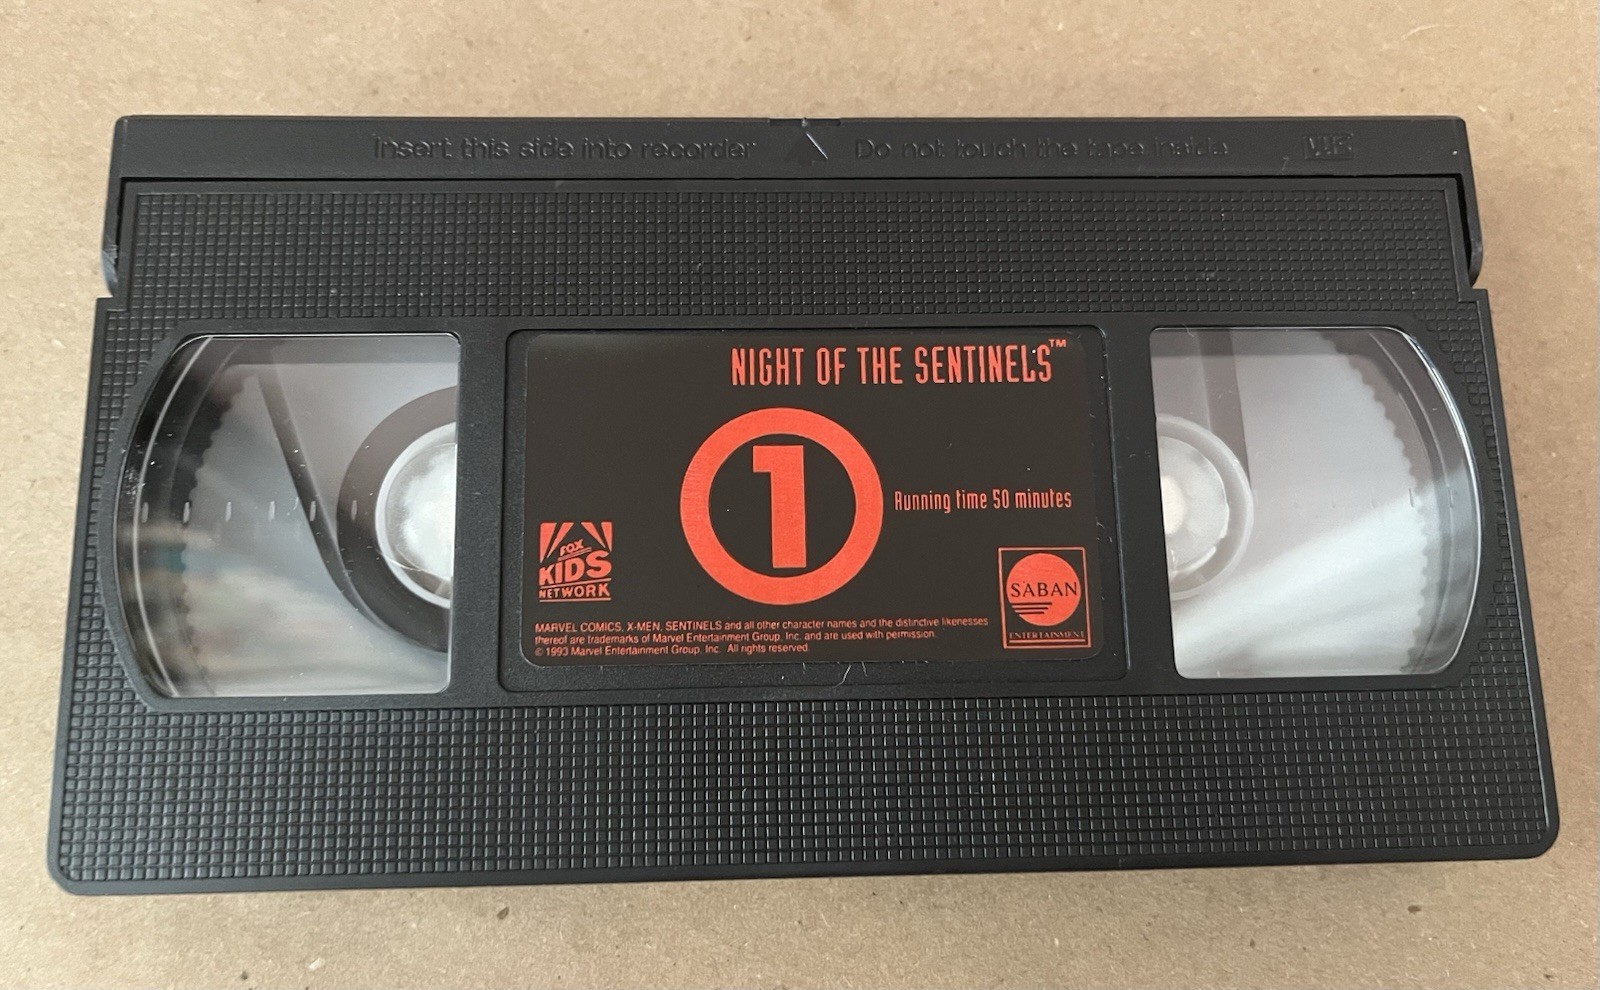 Insert this side into recorder
Do not touch the tape inside
VHS
NIGHT OF THE SENTINELS™
1
Running time 50 minutes
FOX
KIDS
NETWORK
SABAN
ENTERTAINMENT
MARVEL COMICS, X-MEN, SENTINELS and all other character names and the distinctive likenesses
thereof are trademarks of Marvel Entertainment Group, Inc. and are used with permission.
© 1993 Marvel Entertainment Group, Inc. All rights reserved.